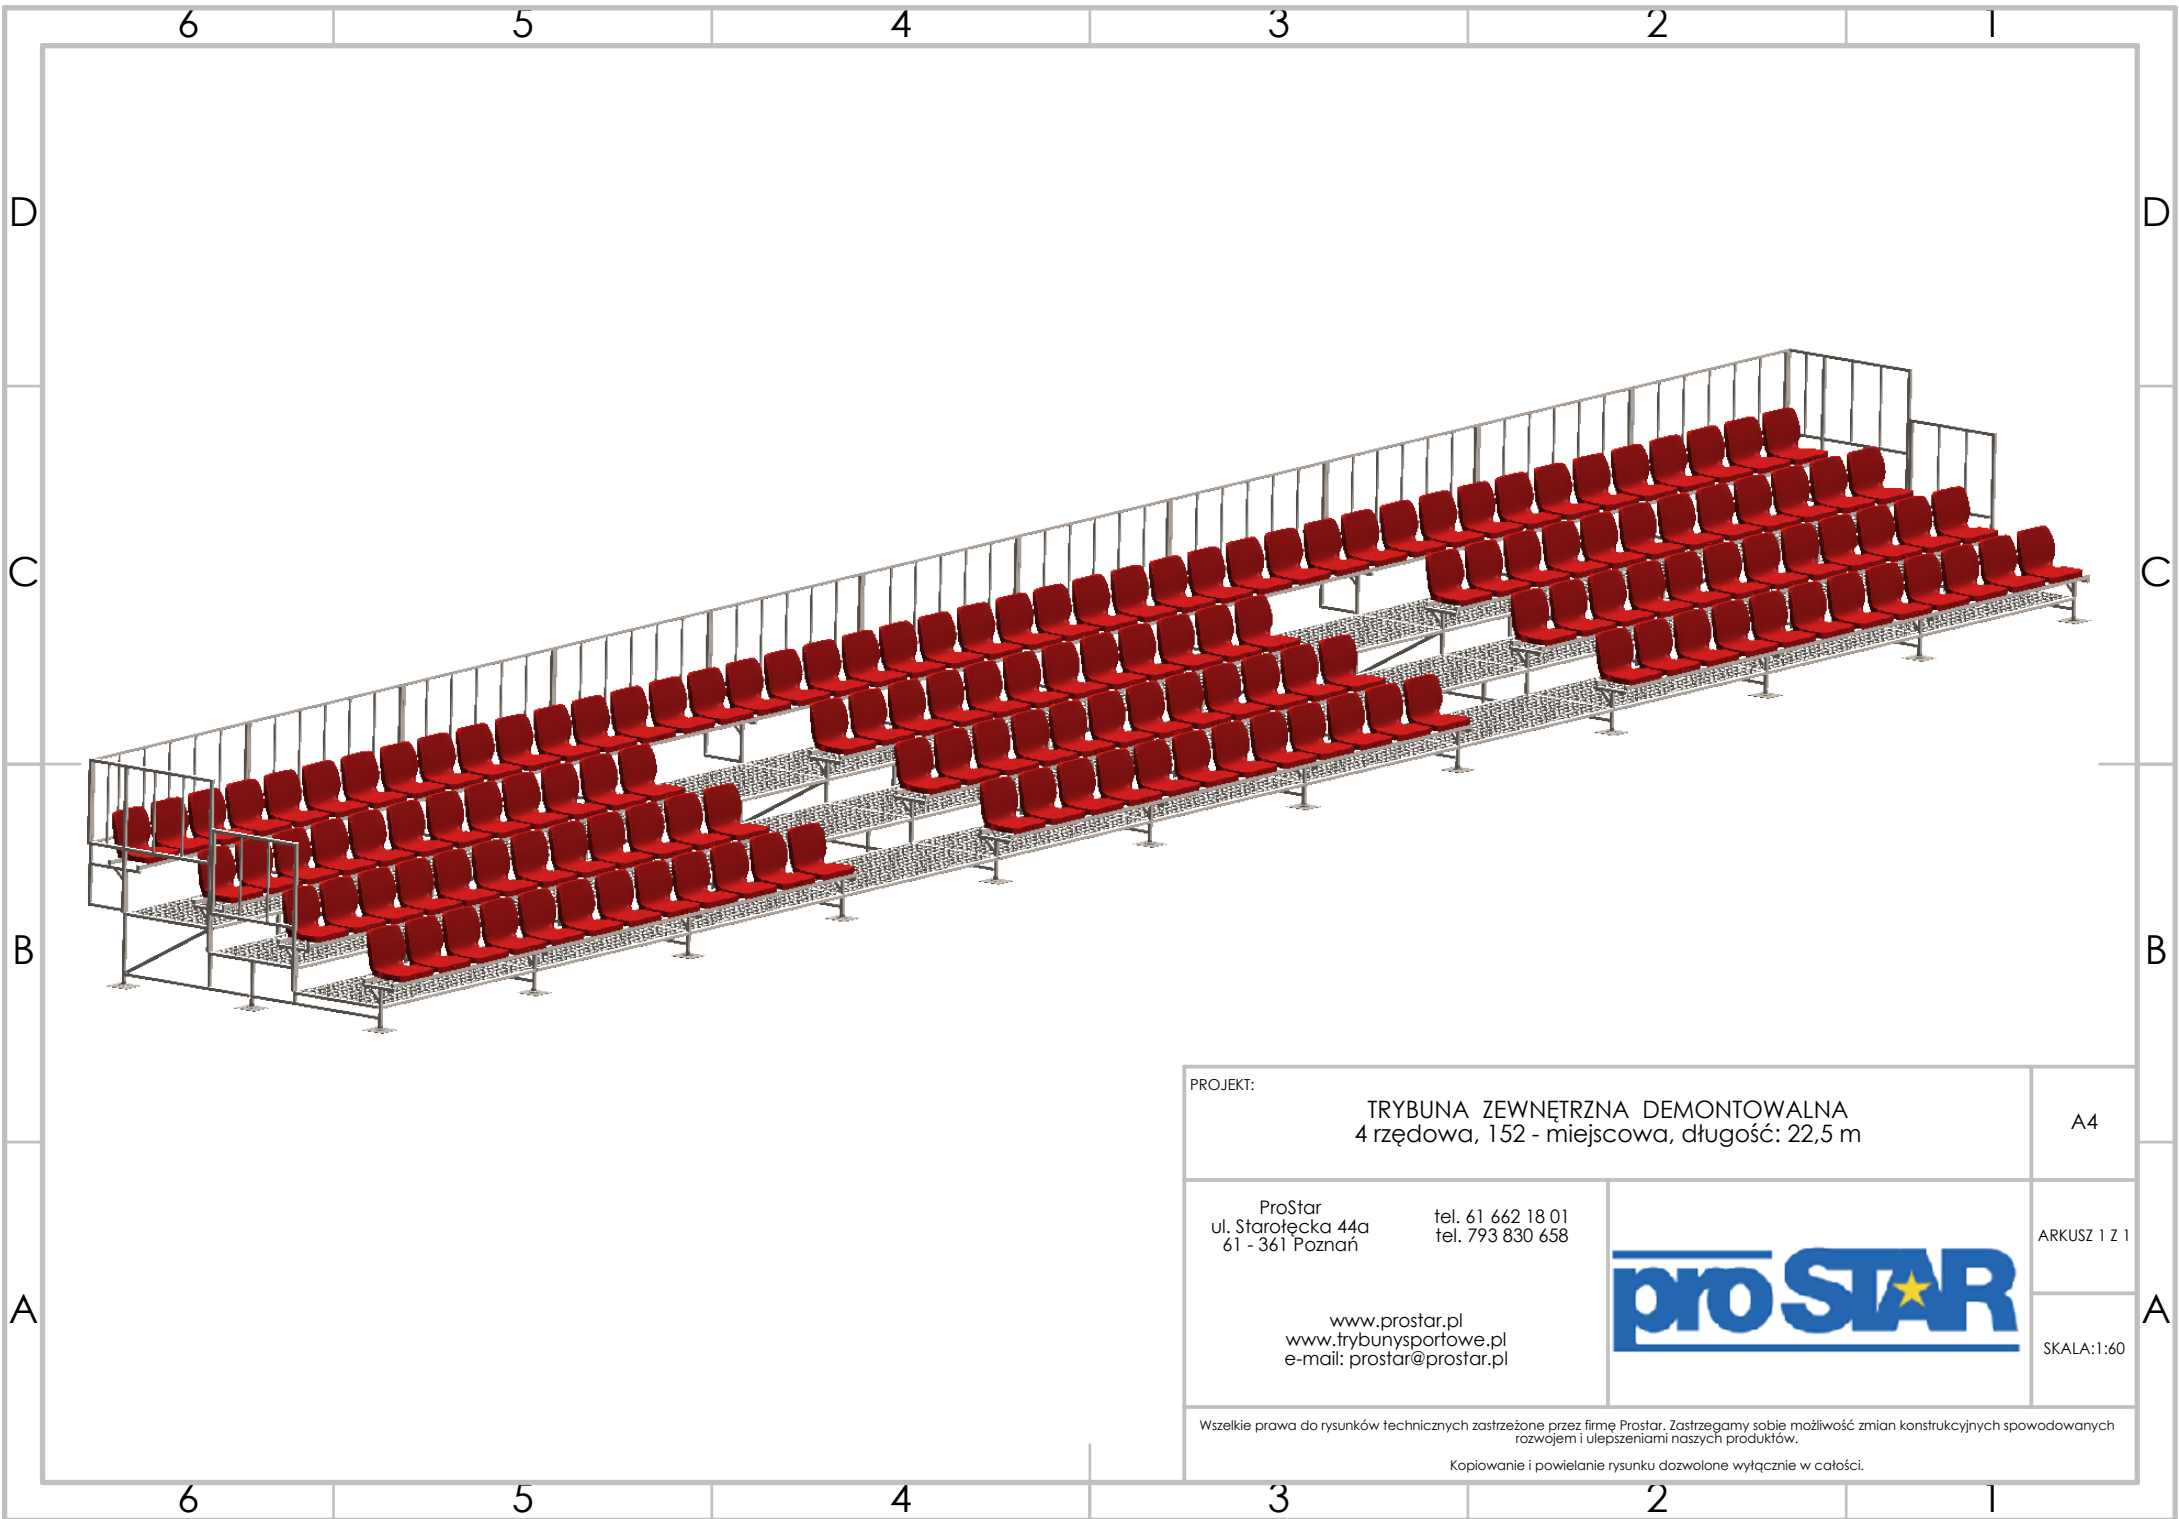 6 5 4 3 2 1
D D
C C
B B
A A
PROJEKT:
TRYBUNA ZEWNĘTRZNA DEMONTOWALNA
4 rzędowa, 152 - miejscowa, długość: 22,5 m
A4
ProStar
ul. Starołęcka 44a
61 - 361 Poznań
tel. 61 662 18 01
tel. 793 830 658
www.prostar.pl
www.trybunysportowe.pl
e-mail: prostar@prostar.pl
pro STAR
ARKUSZ 1 Z 1
SKALA:1:60
Wszelkie prawa do rysunków technicznych zastrzeżone przez firmę Prostar. Zastrzegamy sobie możliwość zmian konstrukcyjnych spowodowanych
rozwojem i ulepszeniami naszych produktów.
Kopiowanie i powielanie rysunku dozwolone wyłącznie w całości.
6 5 4 3 2 1